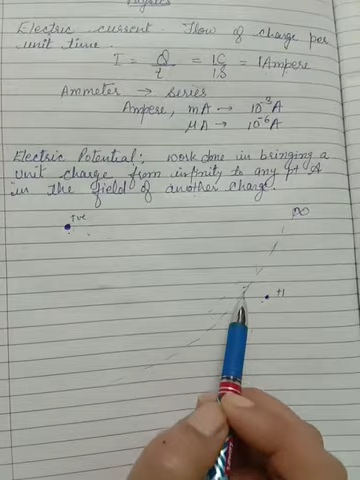 Physics
Electric current: Flow of charge per
unit time.
I = Q/t = 1C/1S = 1Ampere
Ammeter → series
Ampere, mA → 10⁻³A
μA → 10⁻⁶A
Electric Potential: work done in bringing a
unit charge from infinity to any pt A
in the field of another charge.
+ve
∞
+1